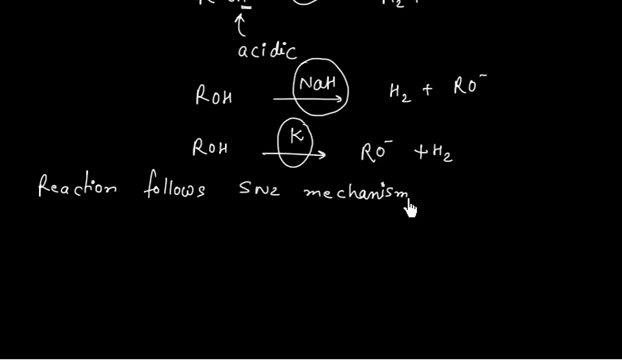 acidic
ROH NaH H₂ + RO⁻
ROH K RO⁻ + H₂
Reaction follows SN2 mechanism